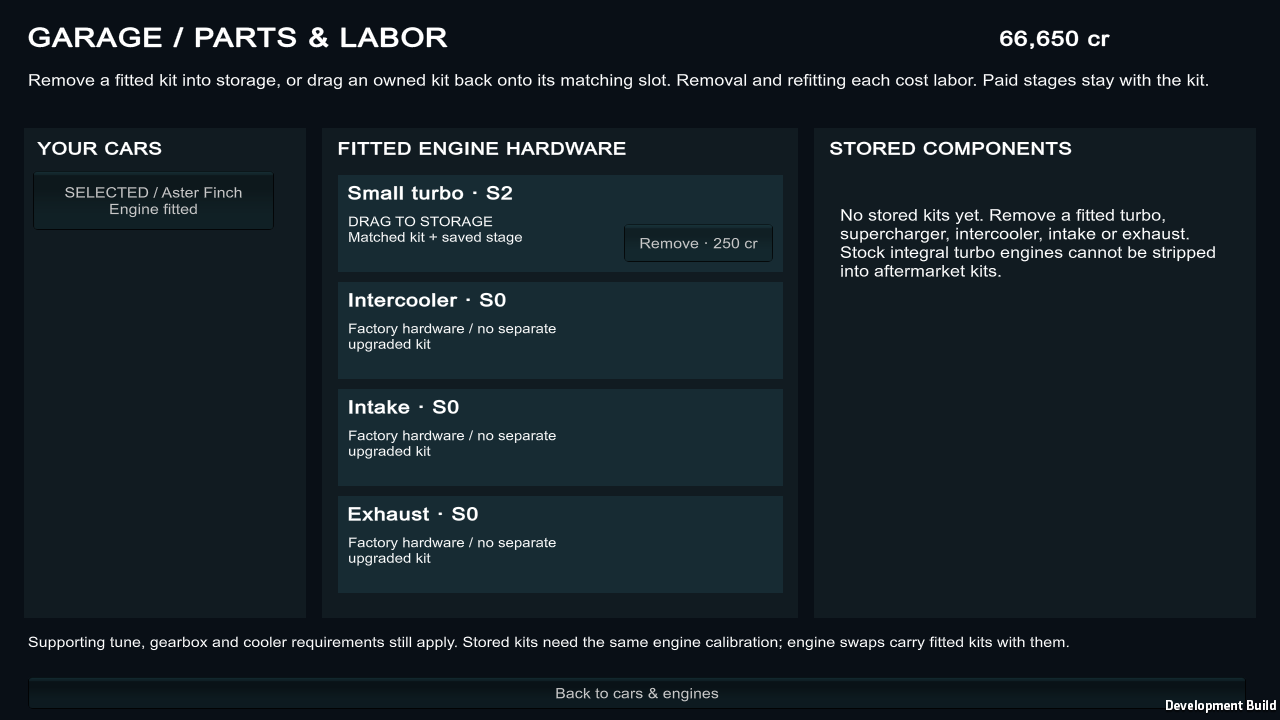 GARAGE / PARTS & LABOR
66,650 cr
Remove a fitted kit into storage, or drag an owned kit back onto its matching slot. Removal and refitting each cost labor. Paid stages stay with the kit.
YOUR CARS
SELECTED / Aster Finch
Engine fitted
FITTED ENGINE HARDWARE
Small turbo · S2
DRAG TO STORAGE
Matched kit + saved stage
Remove · 250 cr
Intercooler · S0
Factory hardware / no separate
upgraded kit
Intake · S0
Factory hardware / no separate
upgraded kit
Exhaust · S0
Factory hardware / no separate
upgraded kit
STORED COMPONENTS
No stored kits yet. Remove a fitted turbo,
supercharger, intercooler, intake or exhaust.
Stock integral turbo engines cannot be stripped
into aftermarket kits.
Supporting tune, gearbox and cooler requirements still apply. Stored kits need the same engine calibration; engine swaps carry fitted kits with them.
Back to cars & engines
Development Build